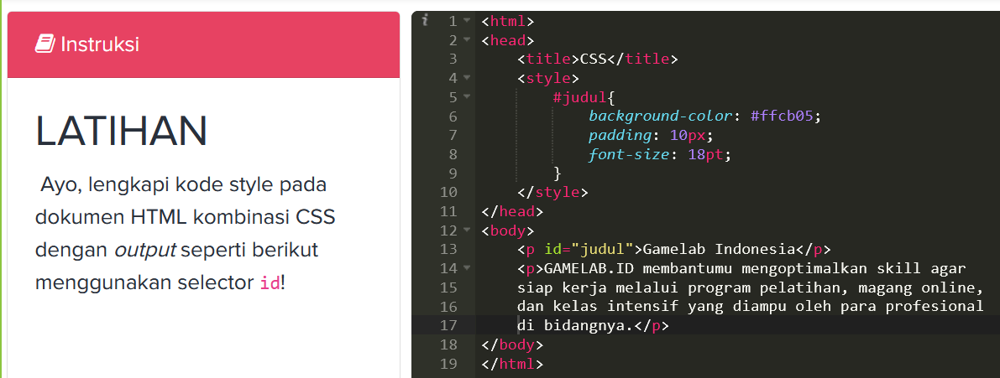 Instruksi
LATIHAN
Ayo, lengkapi kode style pada
dokumen HTML kombinasi CSS
dengan output seperti berikut
menggunakan selector id!
i 1 <html>
2 <head>
3     <title>CSS</title>
4     <style>
5         #judul{
6             background-color: #ffcb05;
7             padding: 10px;
8             font-size: 18pt;
9         }
10     </style>
11 </head>
12 <body>
13     <p id="judul">Gamelab Indonesia</p>
14     <p>GAMELAB.ID membantumu mengoptimalkan skill agar
15     siap kerja melalui program pelatihan, magang online,
16     dan kelas intensif yang diampu oleh para profesional
17     di bidangnya.</p>
18 </body>
19 </html>